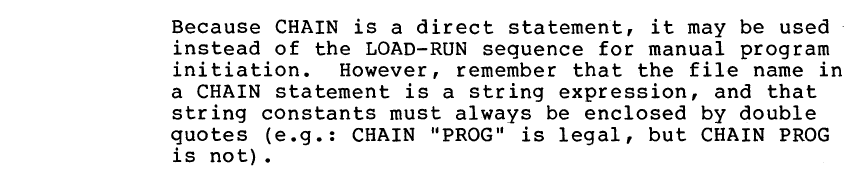 Because CHAIN is a direct statement, it may be used
instead of the LOAD-RUN sequence for manual program
initiation.  However, remember that the file name in
a CHAIN statement is a string expression, and that
string constants must always be enclosed by double
quotes (e.g.: CHAIN "PROG" is legal, but CHAIN PROG
is not).